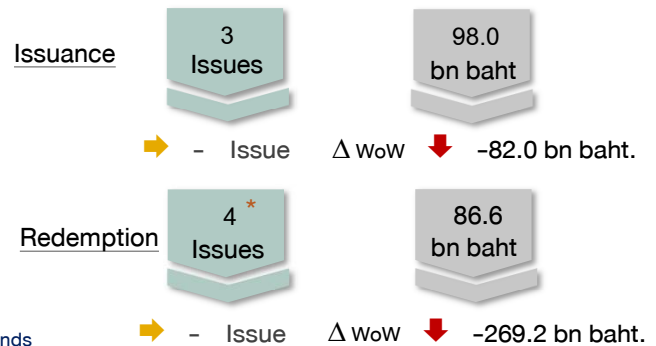 3
Issues
98.0
bn baht
Issuance
- Issue Δ WoW -82.0 bn baht.
4 *
Issues
86.6
bn baht
Redemption
- Issue Δ WoW -269.2 bn baht.
nds